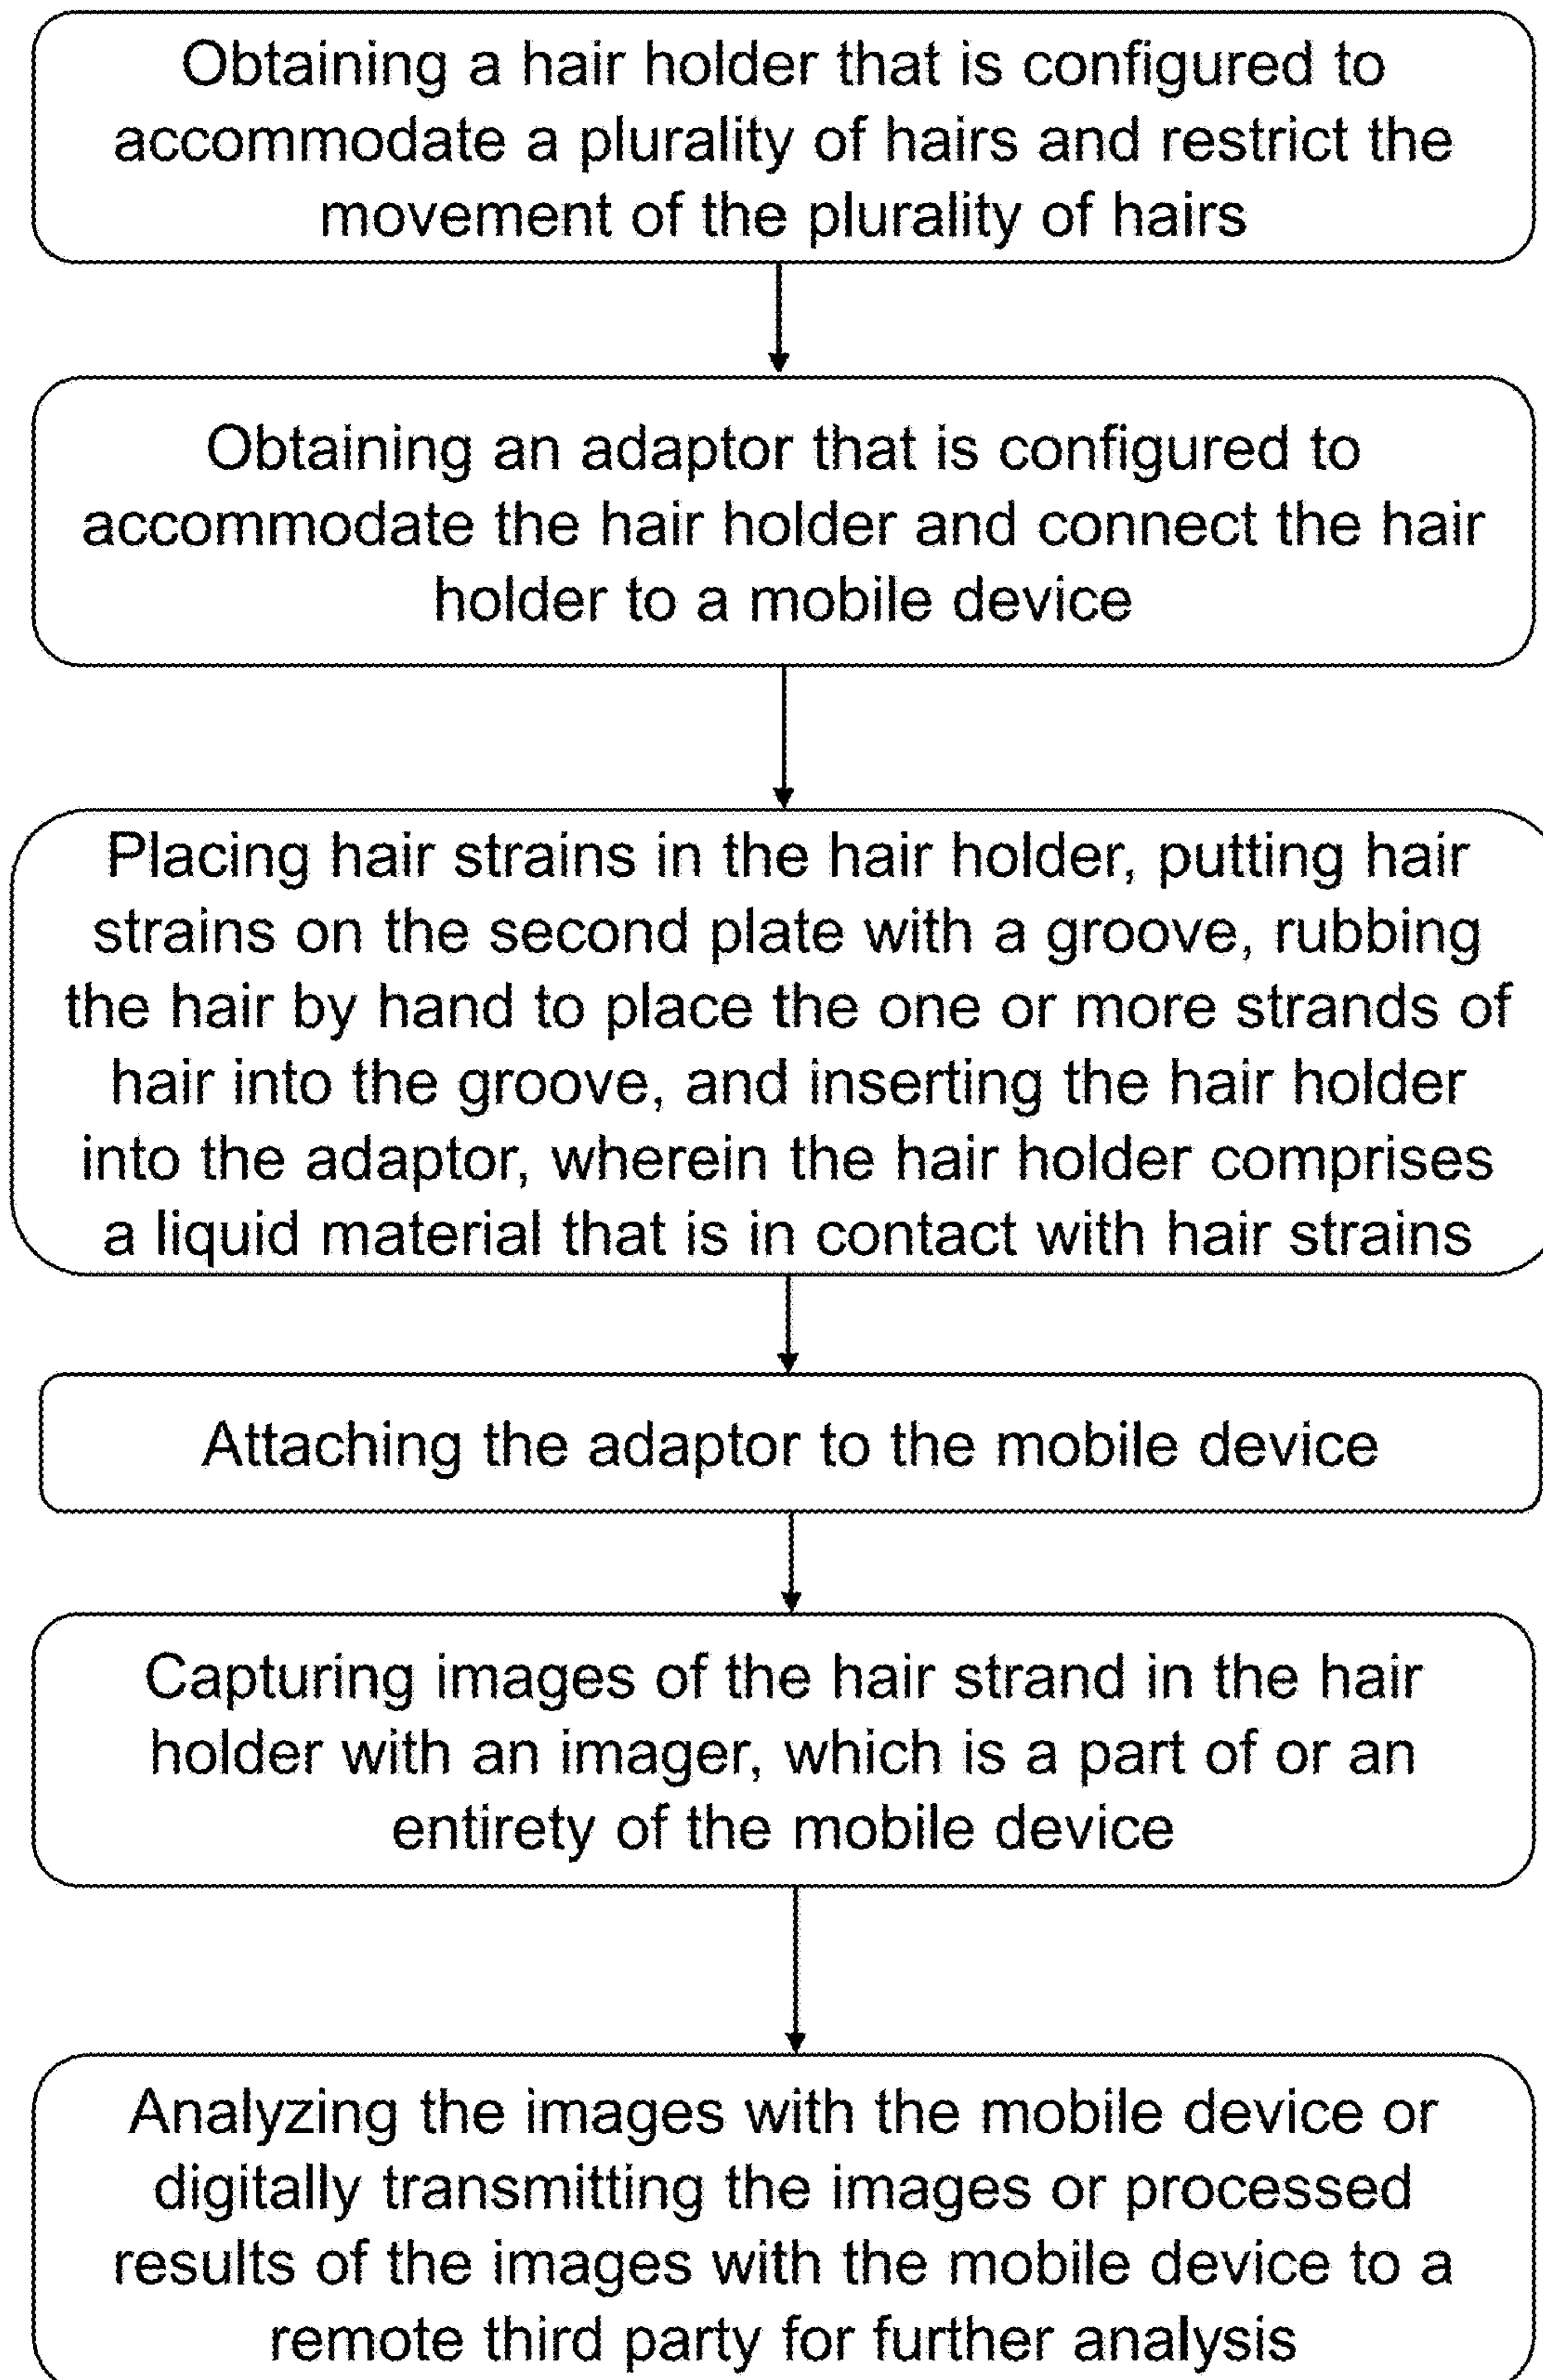 Obtaining a hair holder that is configured to
accommodate a plurality of hairs and restrict the
movement of the plurality of hairs
Obtaining an adaptor that is configured to
accommodate the hair holder and connect the hair
holder to a mobile device
Placing hair strains in the hair holder, putting hair
strains on the second plate with a groove, rubbing
the hair by hand to place the one or more strands of
hair into the groove, and inserting the hair holder
into the adaptor, wherein the hair holder comprises
a liquid material that is in contact with hair strains
Attaching the adaptor to the mobile device
Capturing images of the hair strand in the hair
holder with an imager, which is a part of or an
entirety of the mobile device
Analyzing the images with the mobile device or
digitally transmitting the images or processed
results of the images with the mobile device to a
remote third party for further analysis